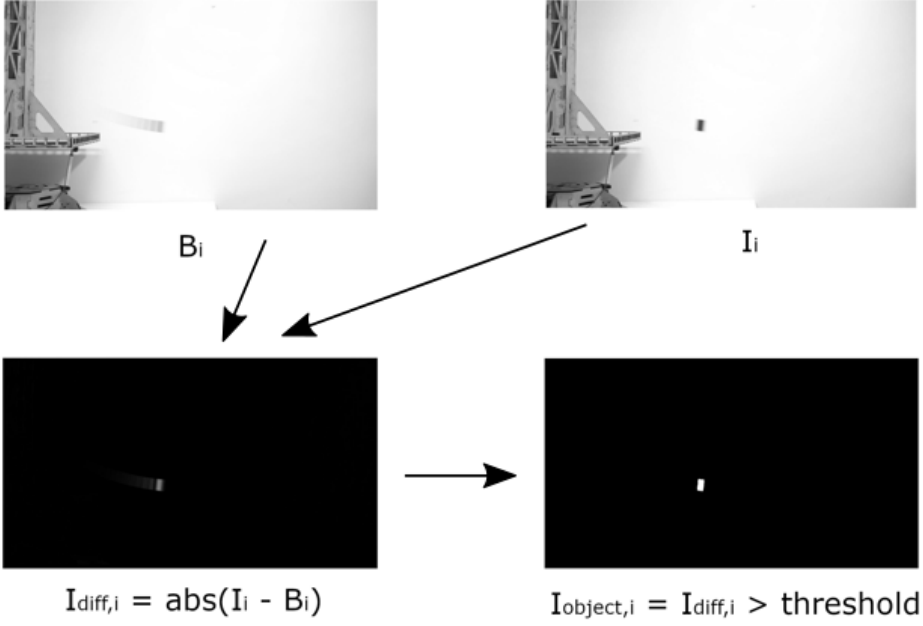 Bi
Ii
Idiff,i = abs(Ii - Bi)
Iobject,i = Idiff,i > threshold